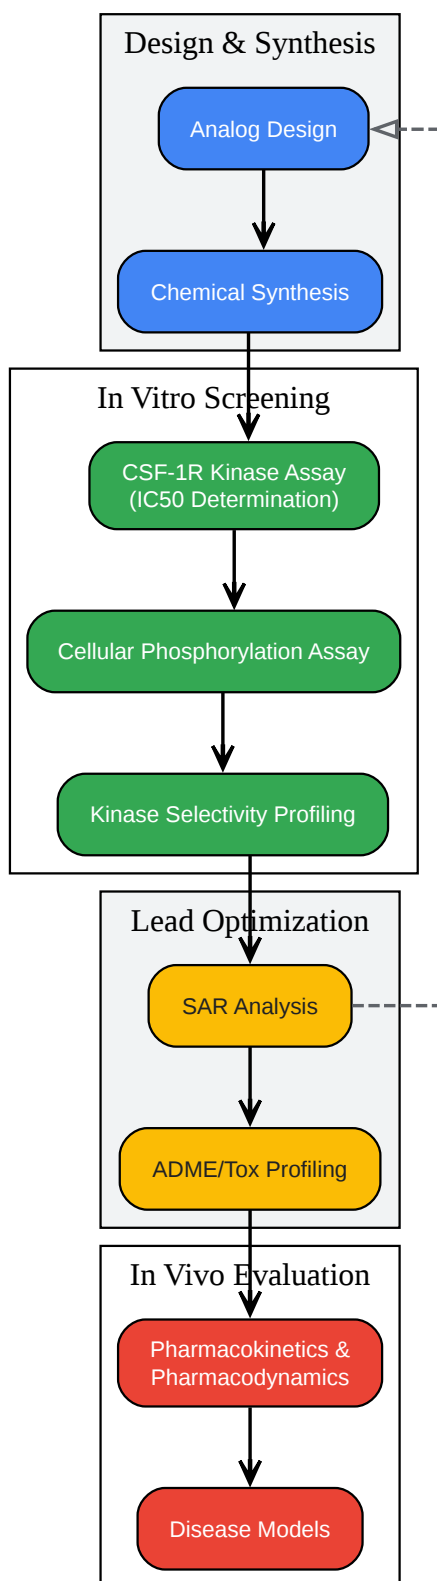 Design & Synthesis
Analog Design
Chemical Synthesis
In Vitro Screening
CSF-1R Kinase Assay
(IC50 Determination)
Cellular Phosphorylation Assay
Kinase Selectivity Profiling
Lead Optimization
SAR Analysis
ADME/Tox Profiling
In Vivo Evaluation
Pharmacokinetics &
Pharmacodynamics
Disease Models